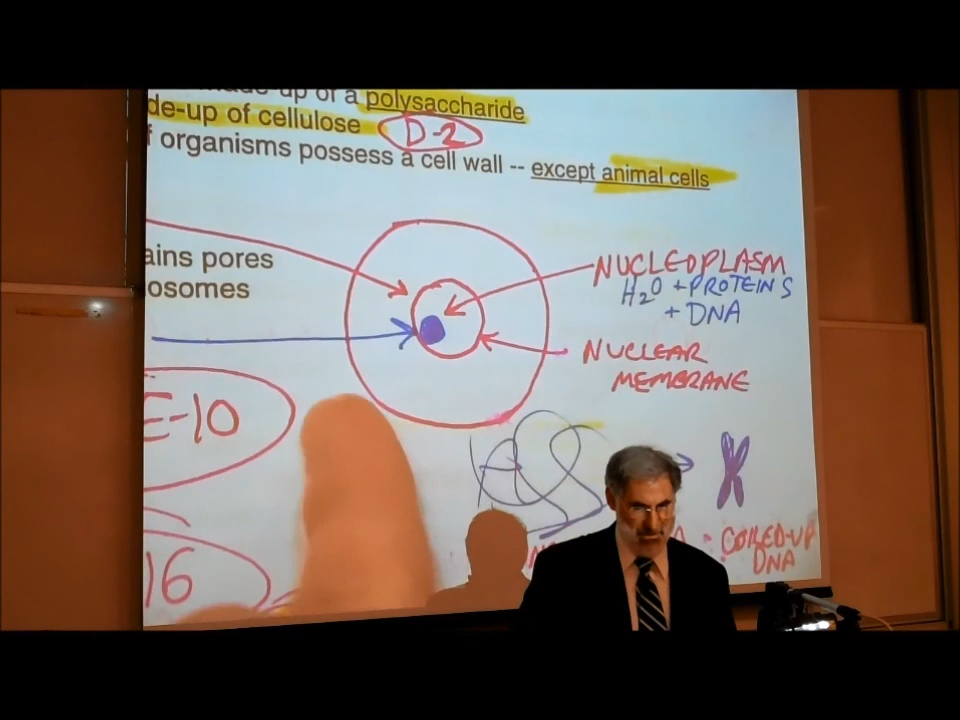 made-up of a polysaccharide
de-up of cellulose D-2
organisms possess a cell wall -- except animal cells
ains pores
osomes
NUCLEOPLASM
H2O + PROTEINS
+ DNA
NUCLEAR
MEMBRANE
E-10
16
COILED-UP
DNA